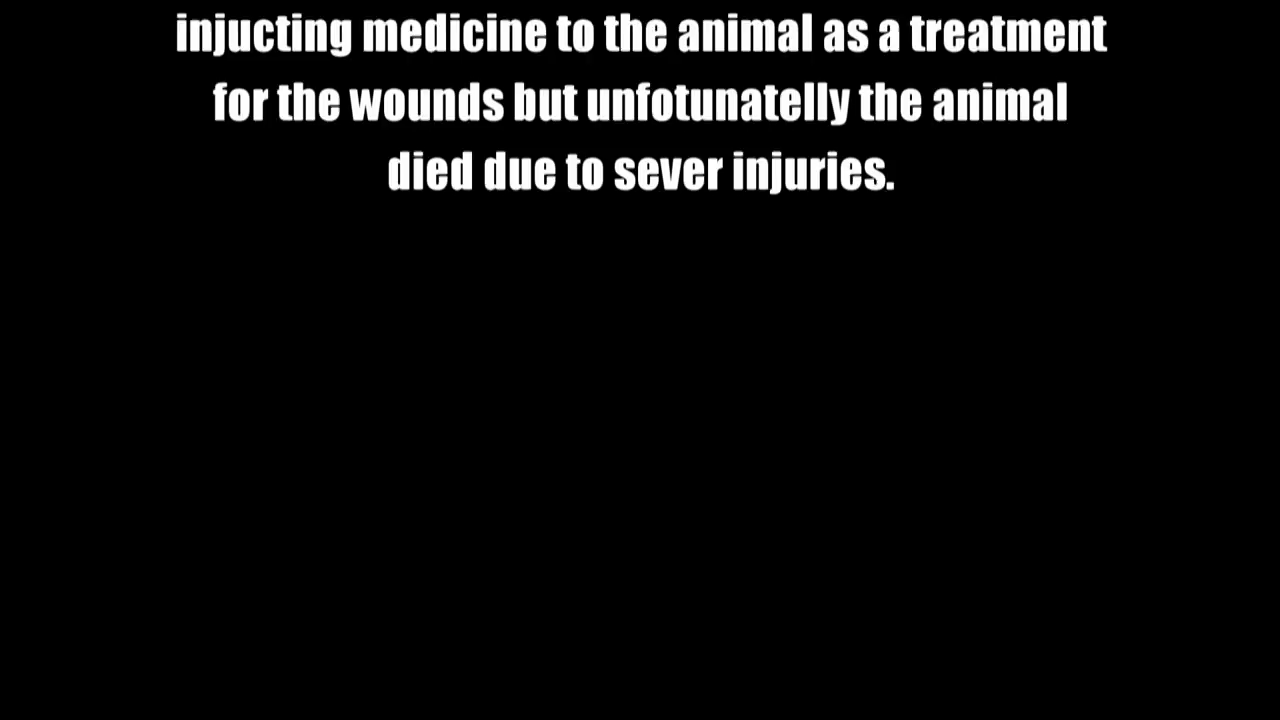 injucting medicine to the animal as a treatment
for the wounds but unfotunatelly the animal
died due to sever injuries.